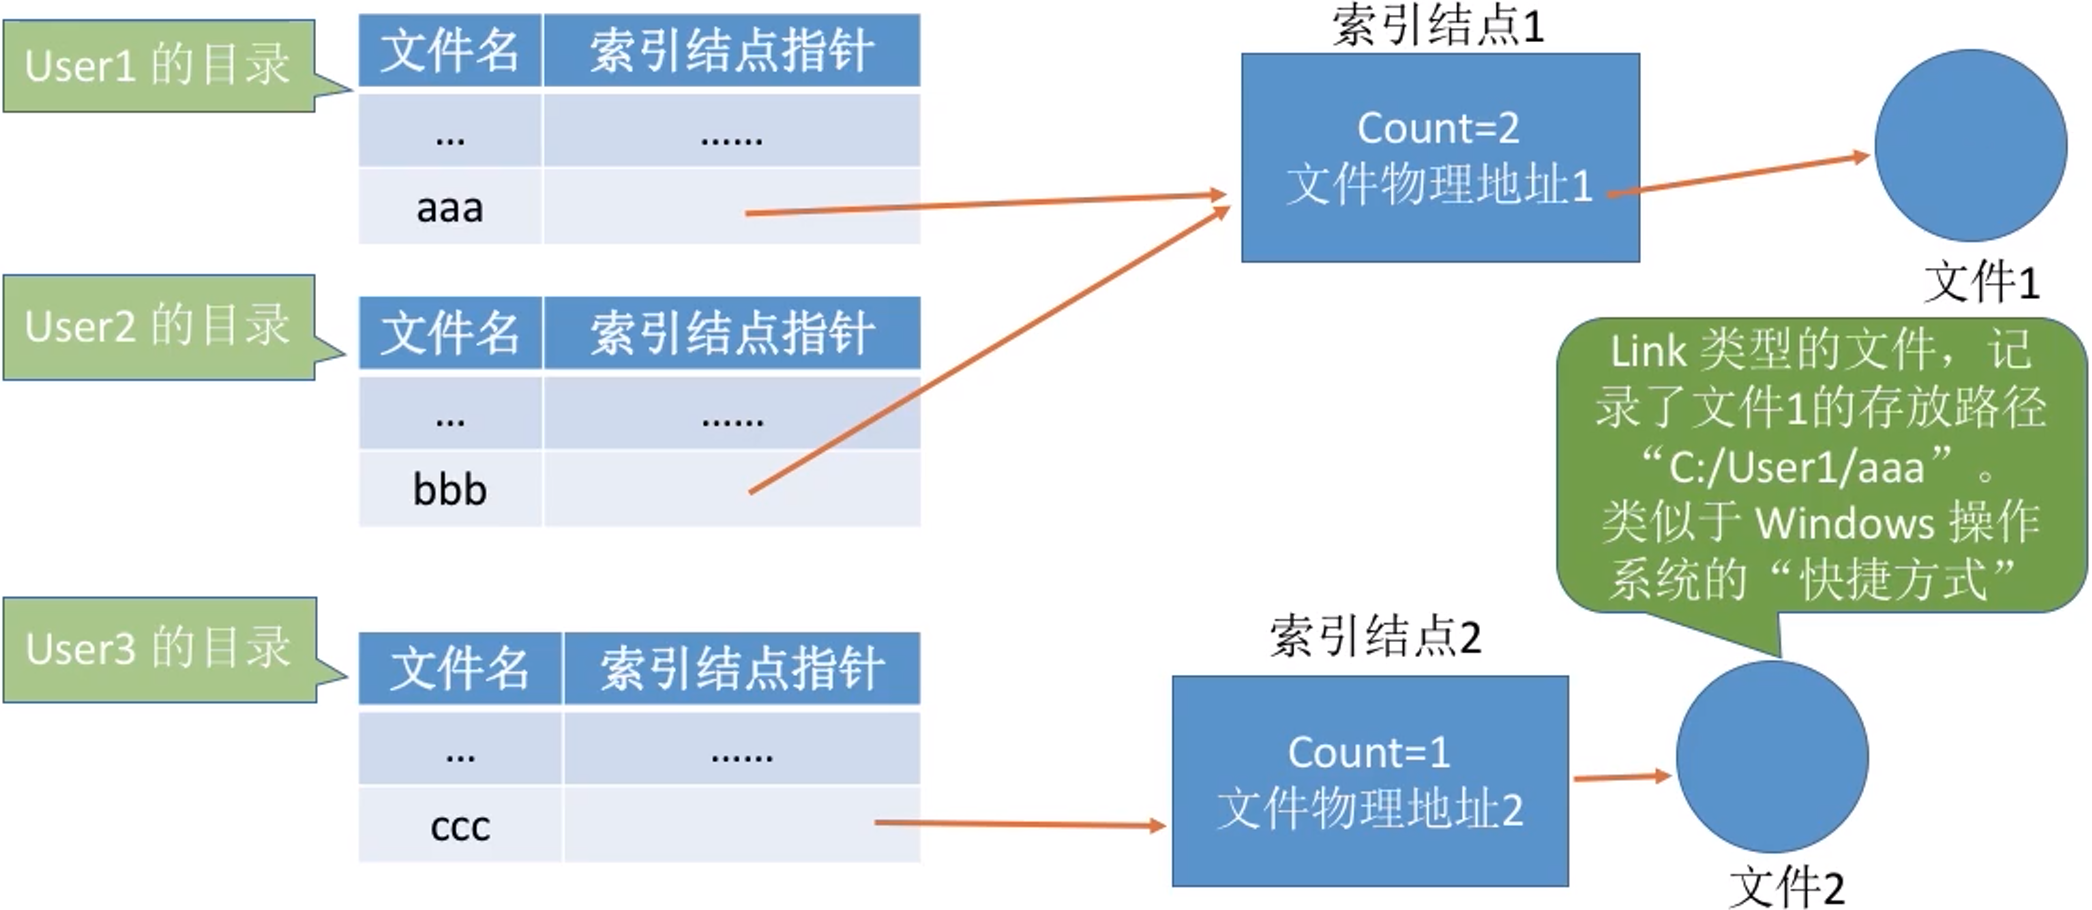 User1 的目录
文件名 索引结点指针
... ......
aaa
索引结点1
Count=2
文件物理地址1
文件1
User2 的目录
文件名 索引结点指针
... ......
bbb
Link 类型的文件，记
录了文件1的存放路径
“C:/User1/aaa”。
类似于 Windows 操作
系统的“快捷方式”
User3 的目录
文件名 索引结点指针
... ......
ccc
索引结点2
Count=1
文件物理地址2
文件2